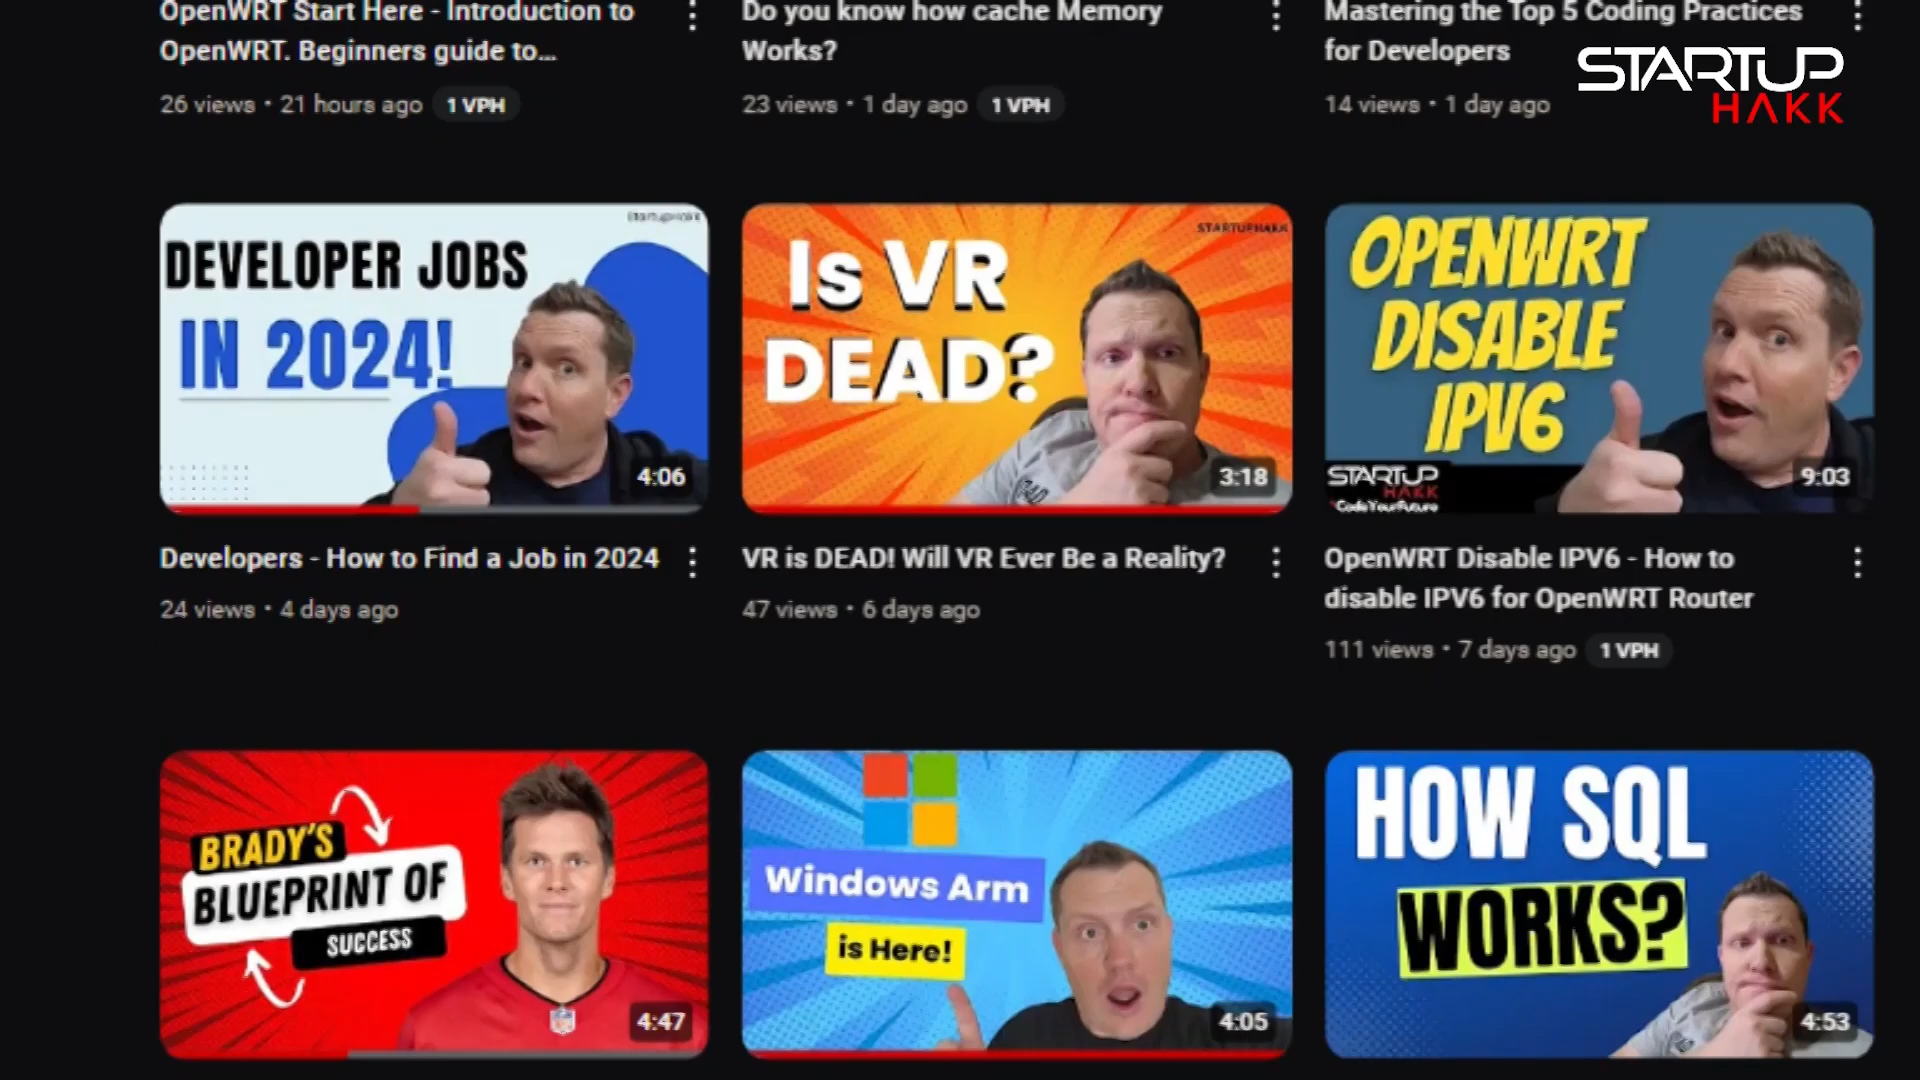 OpenWRT Start Here - Introduction to
OpenWRT. Beginners guide to...
26 views • 21 hours ago 1 VPH
Do you know how cache Memory
Works?
23 views • 1 day ago 1 VPH
Mastering the Top 5 Coding Practices
for Developers
14 views • 1 day ago
STARTUP
HAKK
StartupHakk
DEVELOPER JOBS
IN 2024!
4:06
Developers - How to Find a Job in 2024
24 views • 4 days ago
STARTUPHAKK
Is VR
DEAD?
3:18
VR is DEAD! Will VR Ever Be a Reality?
47 views • 6 days ago
OPENWRT
DISABLE
IPV6
STARTUP
HAKK
#CodeYourFuture
9:03
OpenWRT Disable IPV6 - How to
disable IPV6 for OpenWRT Router
111 views • 7 days ago 1 VPH
BRADY'S
BLUEPRINT OF
SUCCESS
4:47
Windows Arm
is Here!
4:05
HOW SQL
WORKS?
4:53